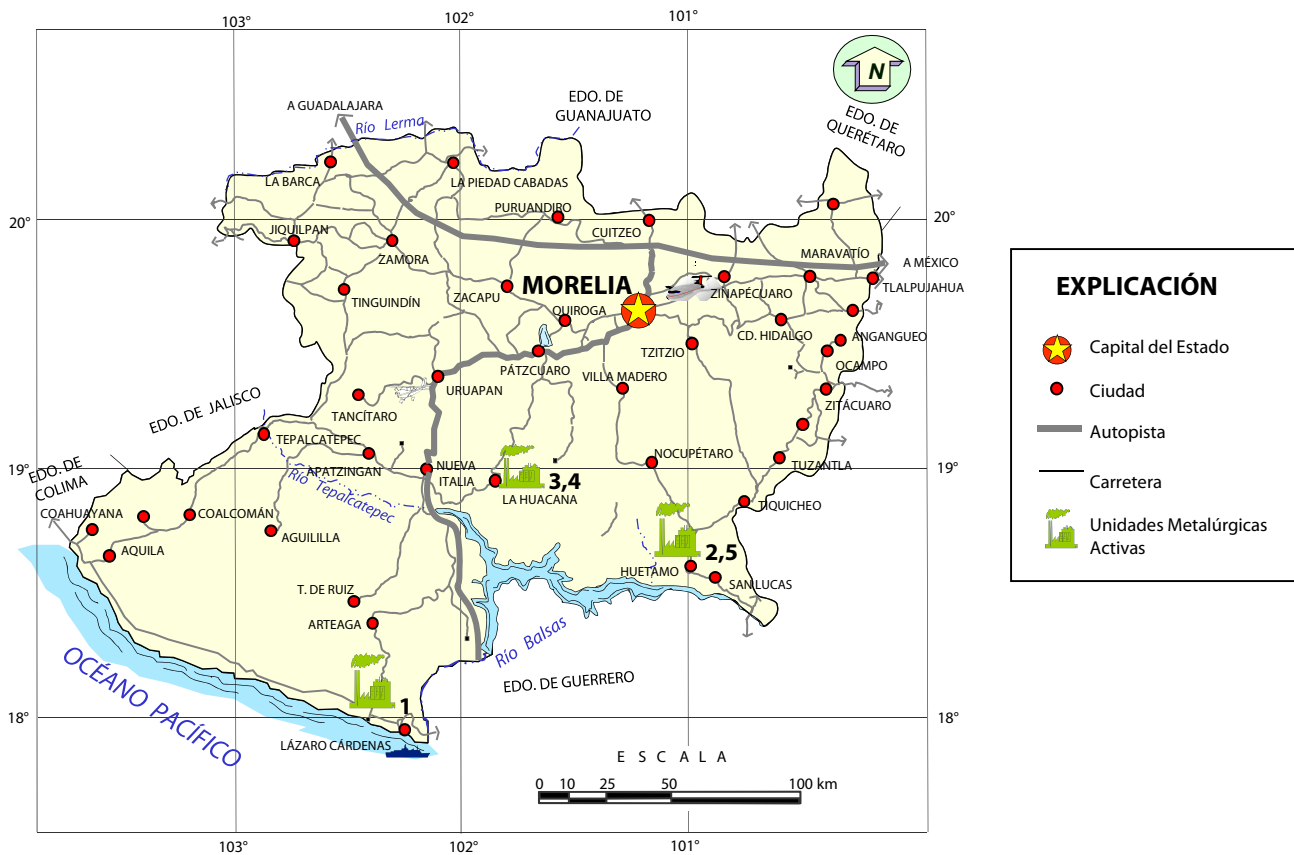 103°
102°
101°
N
EDO. DE
GUANAJUATO
A GUADALAJARA
EDO. DE
QUERÉTARO
Río Lerma
LA BARCA
LA PIEDAD CABADAS
PURUANDIRO
20°
20°
CUITZEO
JIQUILPAN
ZAMORA
MARAVATÍO
A MÉXICO
TLALPUJAHUA
TINGUINDÍN
ZACAPU
MORELIA
ZINAPÉCUARO
QUIROGA
CD. HIDALGO
ANGANGUEO
TZITZIO
OCAMPO
PÁTZCUARO
VILLA MADERO
URUAPAN
ZITÁCUARO
TANCÍTARO
EDO. DE JALISCO
TEPALCATEPEC
APATZINGAN
NUEVA
ITALIA
NOCUPÉTARO
TUZANTLA
19°
19°
EDO. DE
COLIMA
Río Tepalcatepec
3,4
LA HUACANA
TIQUICHEO
COAHUAYANA
COALCOMÁN
AGUILILLA
AQUILA
2,5
HUETAMO
SAN LUCAS
T. DE RUIZ
ARTEAGA
Río Balsas
EDO. DE GUERRERO
OCÉANO PACÍFICO
1
18°
18°
LÁZARO CÁRDENAS
E S C A L A
0 10 25 50 100 km
103°
102°
101°
EXPLICACIÓN
Capital del Estado
Ciudad
Autopista
Carretera
Unidades Metalúrgicas
Activas